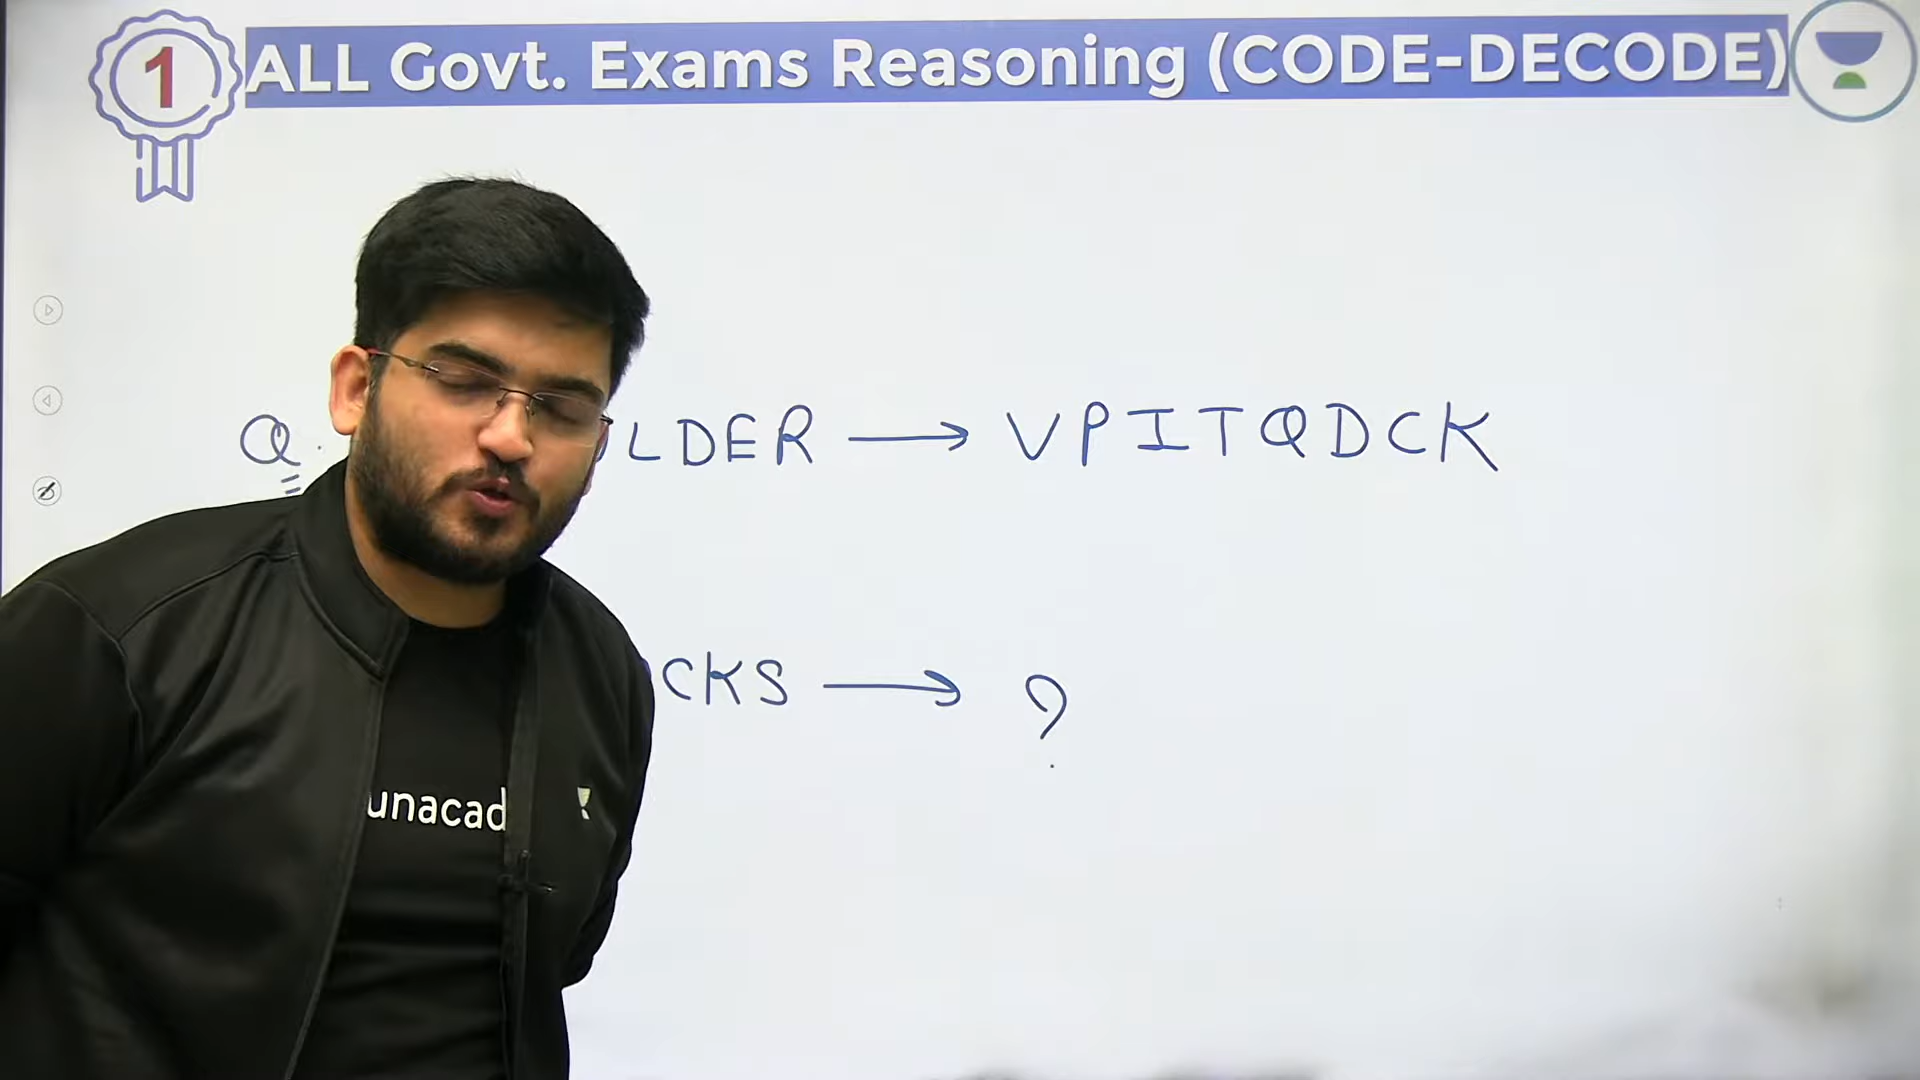 1 ALL Govt. Exams Reasoning (CODE-DECODE)
Q. LDER → VPITQDCK
CKS → ?
unacad